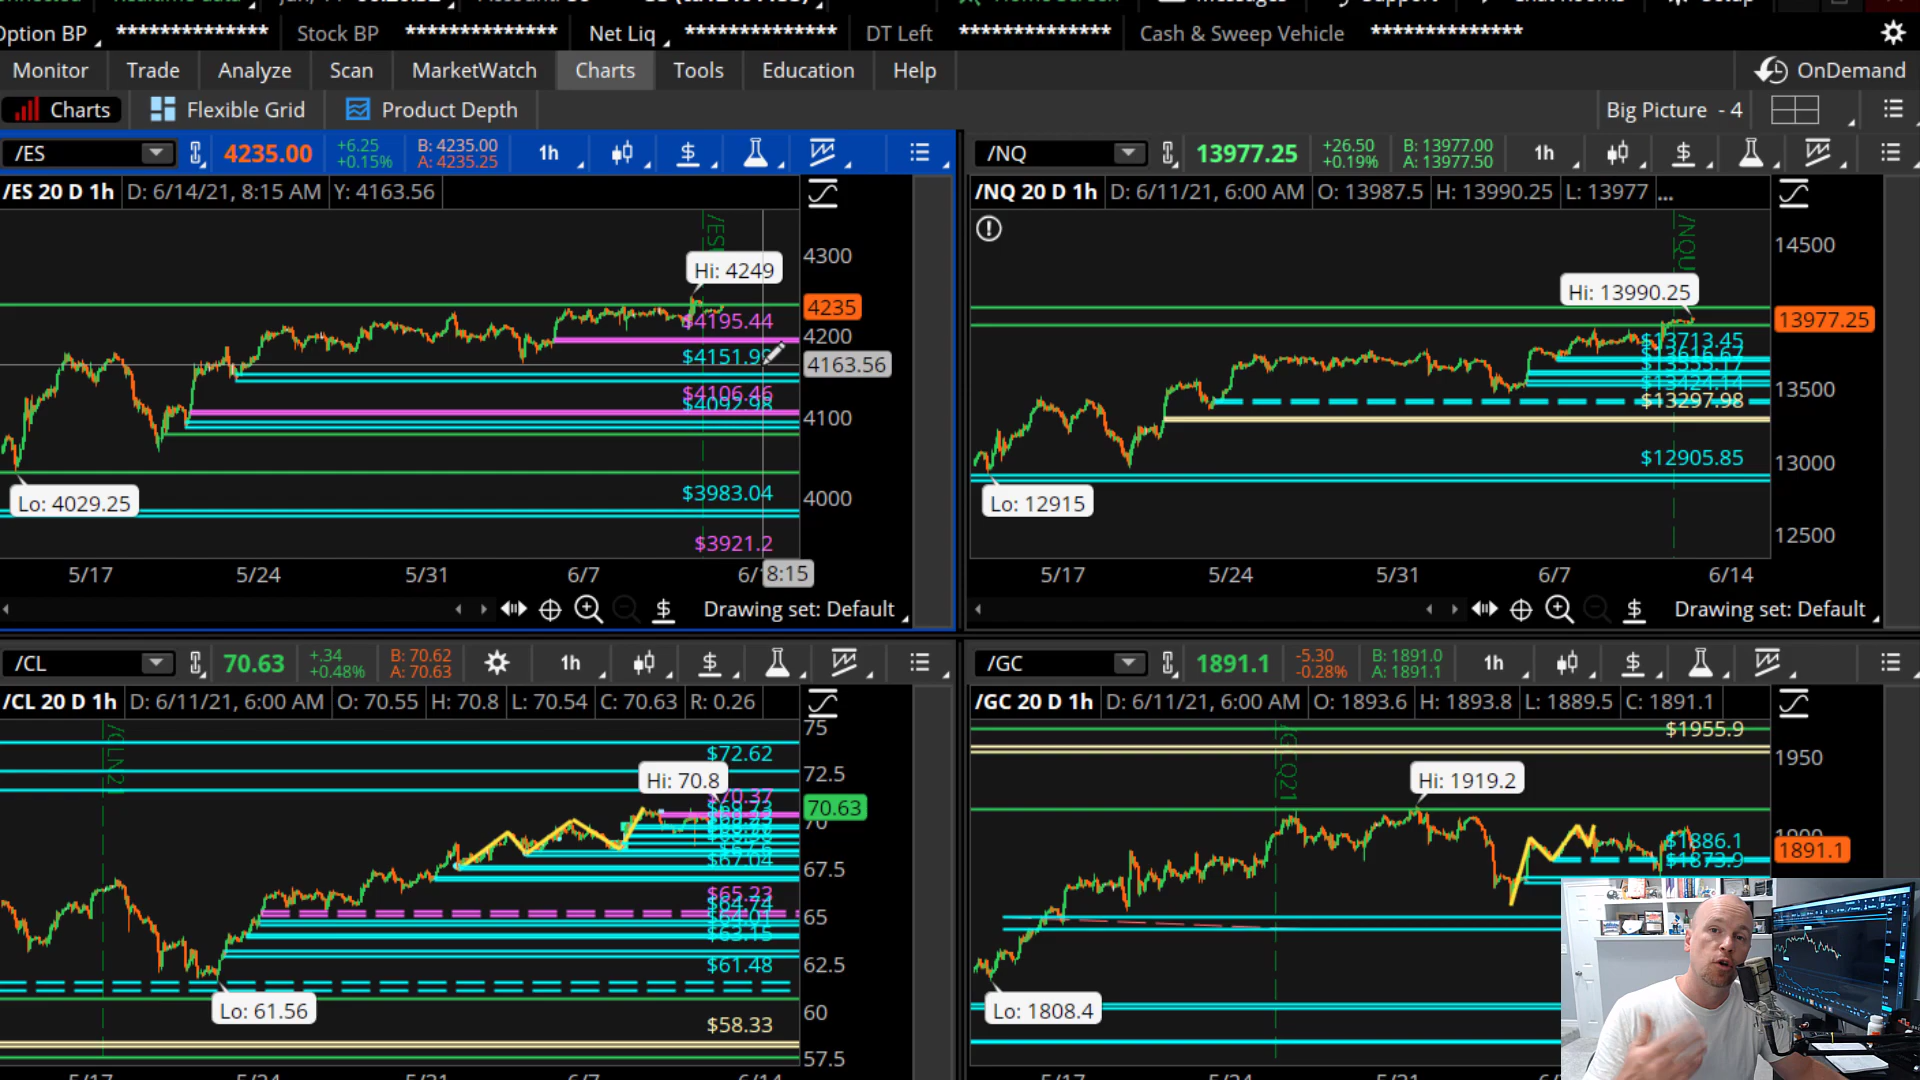 Option BP ************** Stock BP ************** Net Liq ************** DT Left ************** Cash & Sweep Vehicle **************
Monitor Trade Analyze Scan MarketWatch Charts Tools Education Help OnDemand
Charts Flexible Grid Product Depth Big Picture - 4
/ES 4235.00 +6.25 +0.15% B: 4235.00 A: 4235.25 1h
/ES 20 D 1h D: 6/14/21, 8:15 AM Y: 4163.56
/ESU
4300
Hi: 4249
4235
$4195.44
4200
$4151.99
4163.56
$4106.46
$4092.98
4100
Lo: 4029.25
$3983.04
4000
$3921.2
5/17 5/24 5/31 6/7 8:15
Drawing set: Default
/NQ 13977.25 +26.50 +0.19% B: 13977.00 A: 13977.50 1h
/NQ 20 D 1h D: 6/11/21, 6:00 AM O: 13987.5 H: 13990.25 L: 13977 ...
/NQU
14500
Hi: 13990.25
13977.25
$13713.45
13500
$13297.98
$12905.85
13000
Lo: 12915
12500
5/17 5/24 5/31 6/7 6/14
Drawing set: Default
/CL 70.63 +.34 +0.48% B: 70.62 A: 70.63 1h
/CL 20 D 1h D: 6/11/21, 6:00 AM O: 70.55 H: 70.8 L: 70.54 C: 70.63 R: 0.26
/CLN21
75
$72.62
72.5
Hi: 70.8
$70.37
70.63
70
$67.04
67.5
$65.23
$64.74
$64.01
65
$63.15
$61.48
62.5
Lo: 61.56
60
$58.33
57.5
5/17 5/24 5/31 6/7 6/14
/GC 1891.1 -5.30 -0.28% B: 1891.0 A: 1891.1 1h
/GC 20 D 1h D: 6/11/21, 6:00 AM O: 1893.6 H: 1893.8 L: 1889.5 C: 1891.1
/GCQ21
$1955.9
1950
Hi: 1919.2
1900
$1886.1
1891.1
$1873.9
Lo: 1808.4
5/17 5/24 5/31